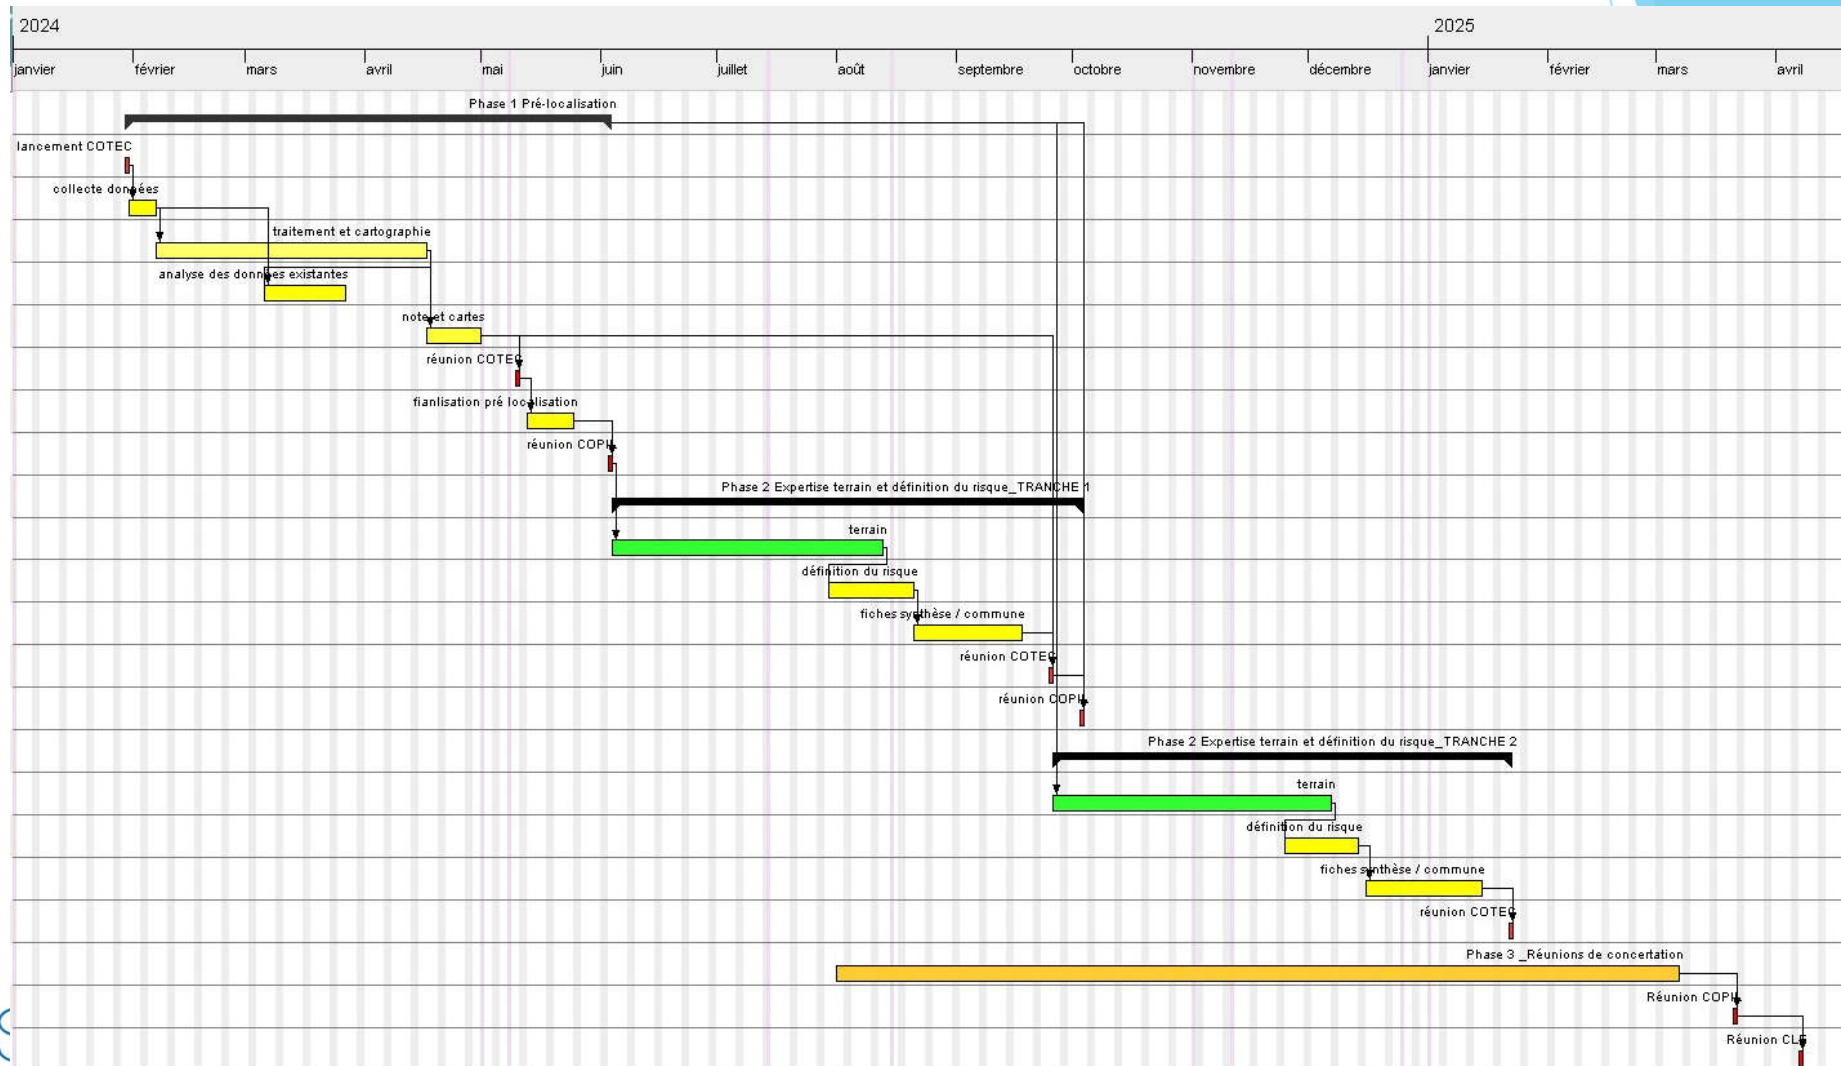 2024 2025
janvier février mars avril mai juin juillet août septembre octobre novembre décembre janvier février mars avril
Phase 1 Pré-localisation
lancement COTEC
collecte données
traitement et cartographie
analyse des données existantes
note et cartes
réunion COTEC
fianlisation pré localisation
réunion COPIL
Phase 2 Expertise terrain et définition du risque_TRANCHE 1
terrain
définition du risque
fiches synthèse / commune
réunion COTEC
réunion COPIL
Phase 2 Expertise terrain et définition du risque_TRANCHE 2
terrain
définition du risque
fiches synthèse / commune
réunion COTEC
Phase 3 _Réunions de concertation
Réunion COPIL
Réunion CLE